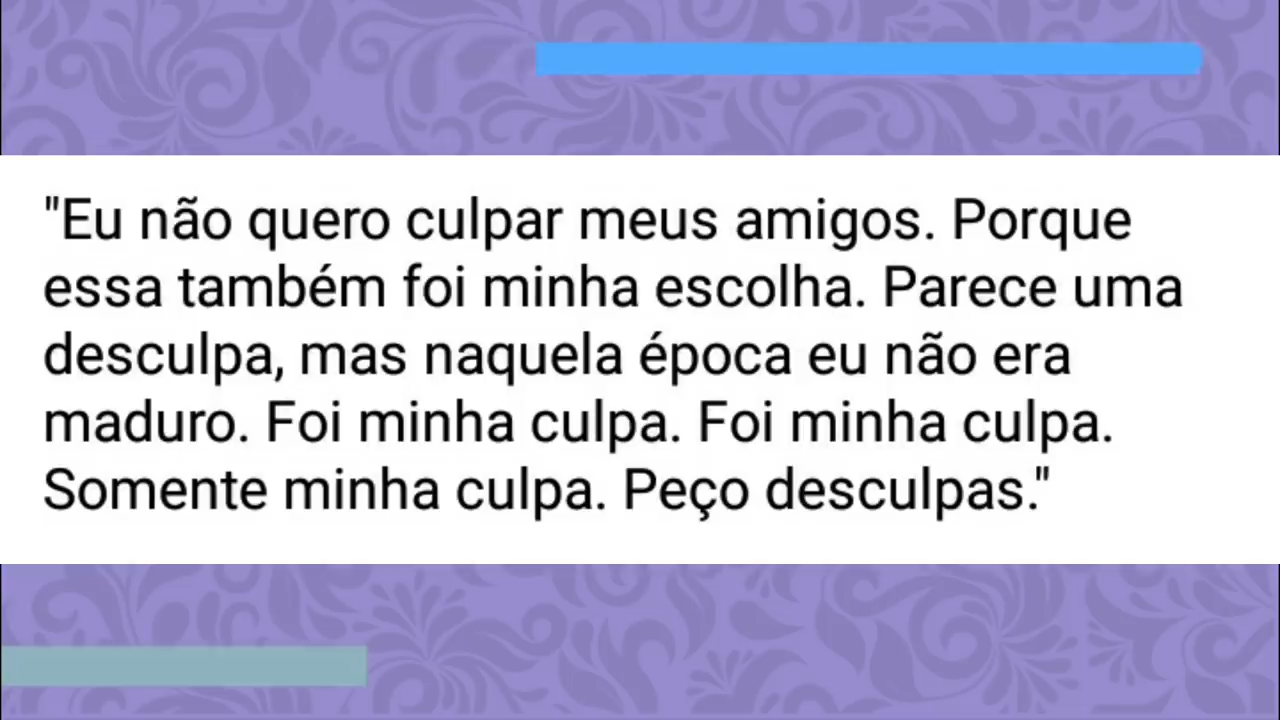 "Eu não quero culpar meus amigos. Porque
essa também foi minha escolha. Parece uma
desculpa, mas naquela época eu não era
maduro. Foi minha culpa. Foi minha culpa.
Somente minha culpa. Peço desculpas."